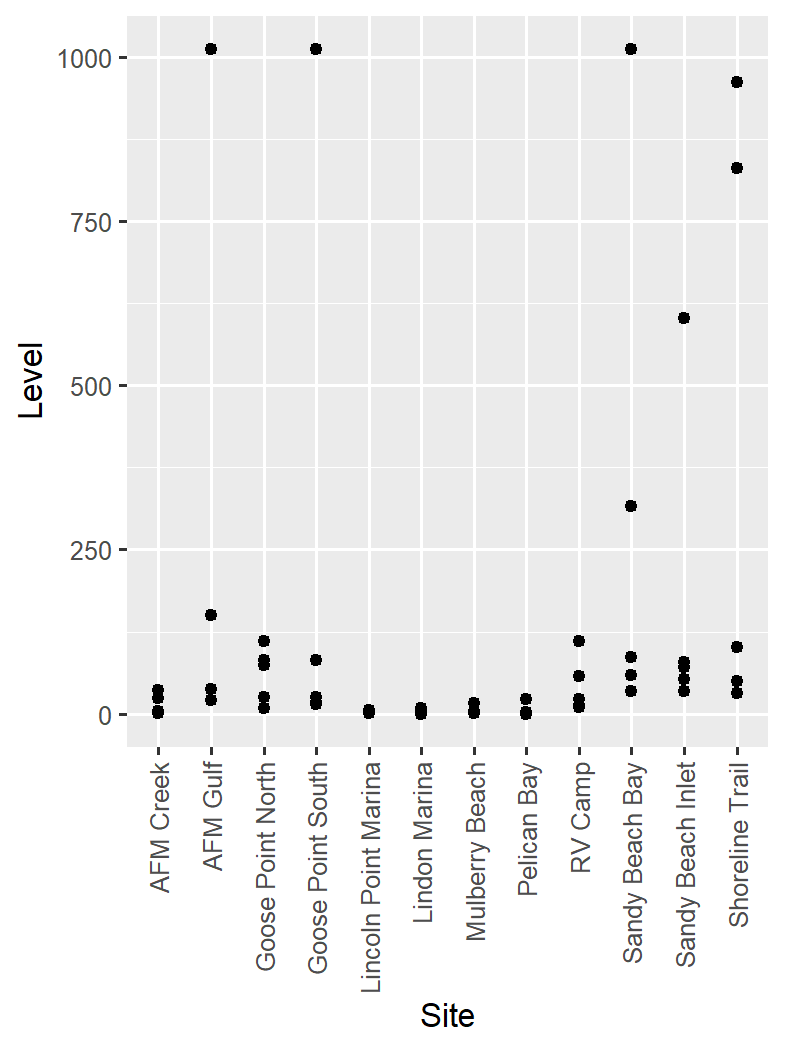 1000
750
500
250
0
Level
AFM Creek
AFM Gulf
Goose Point North
Goose Point South
Lincoln Point Marina
Lindon Marina
Mulberry Beach
Pelican Bay
RV Camp
Sandy Beach Bay
Sandy Beach Inlet
Shoreline Trail
Site